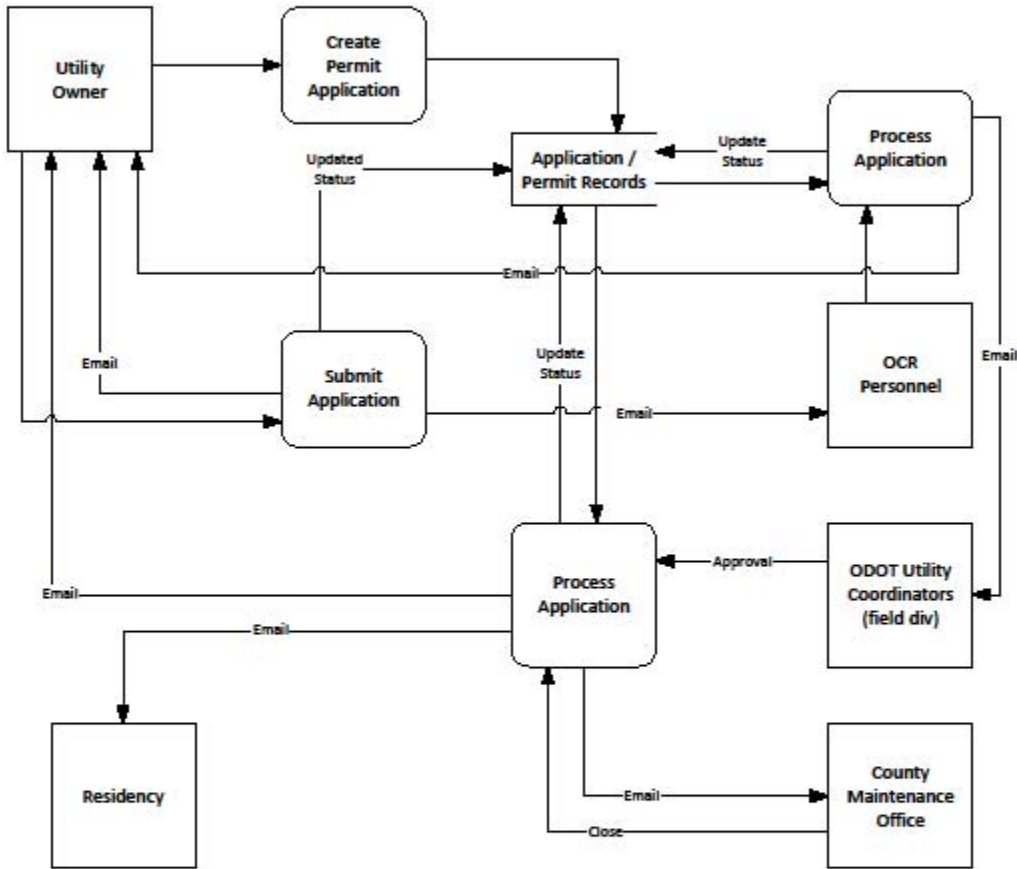 Utility
Owner
Create
Permit
Application
Updated
Status
Application /
Permit Records
Update
Status
Process
Application
Email
Email
Submit
Application
Email
Update
Status
Email
OCR
Personnel
Email
Process
Application
Approval
ODOT Utility
Coordinators
(field div)
Email
Email
Residency
Email
Close
County
Maintenance
Office